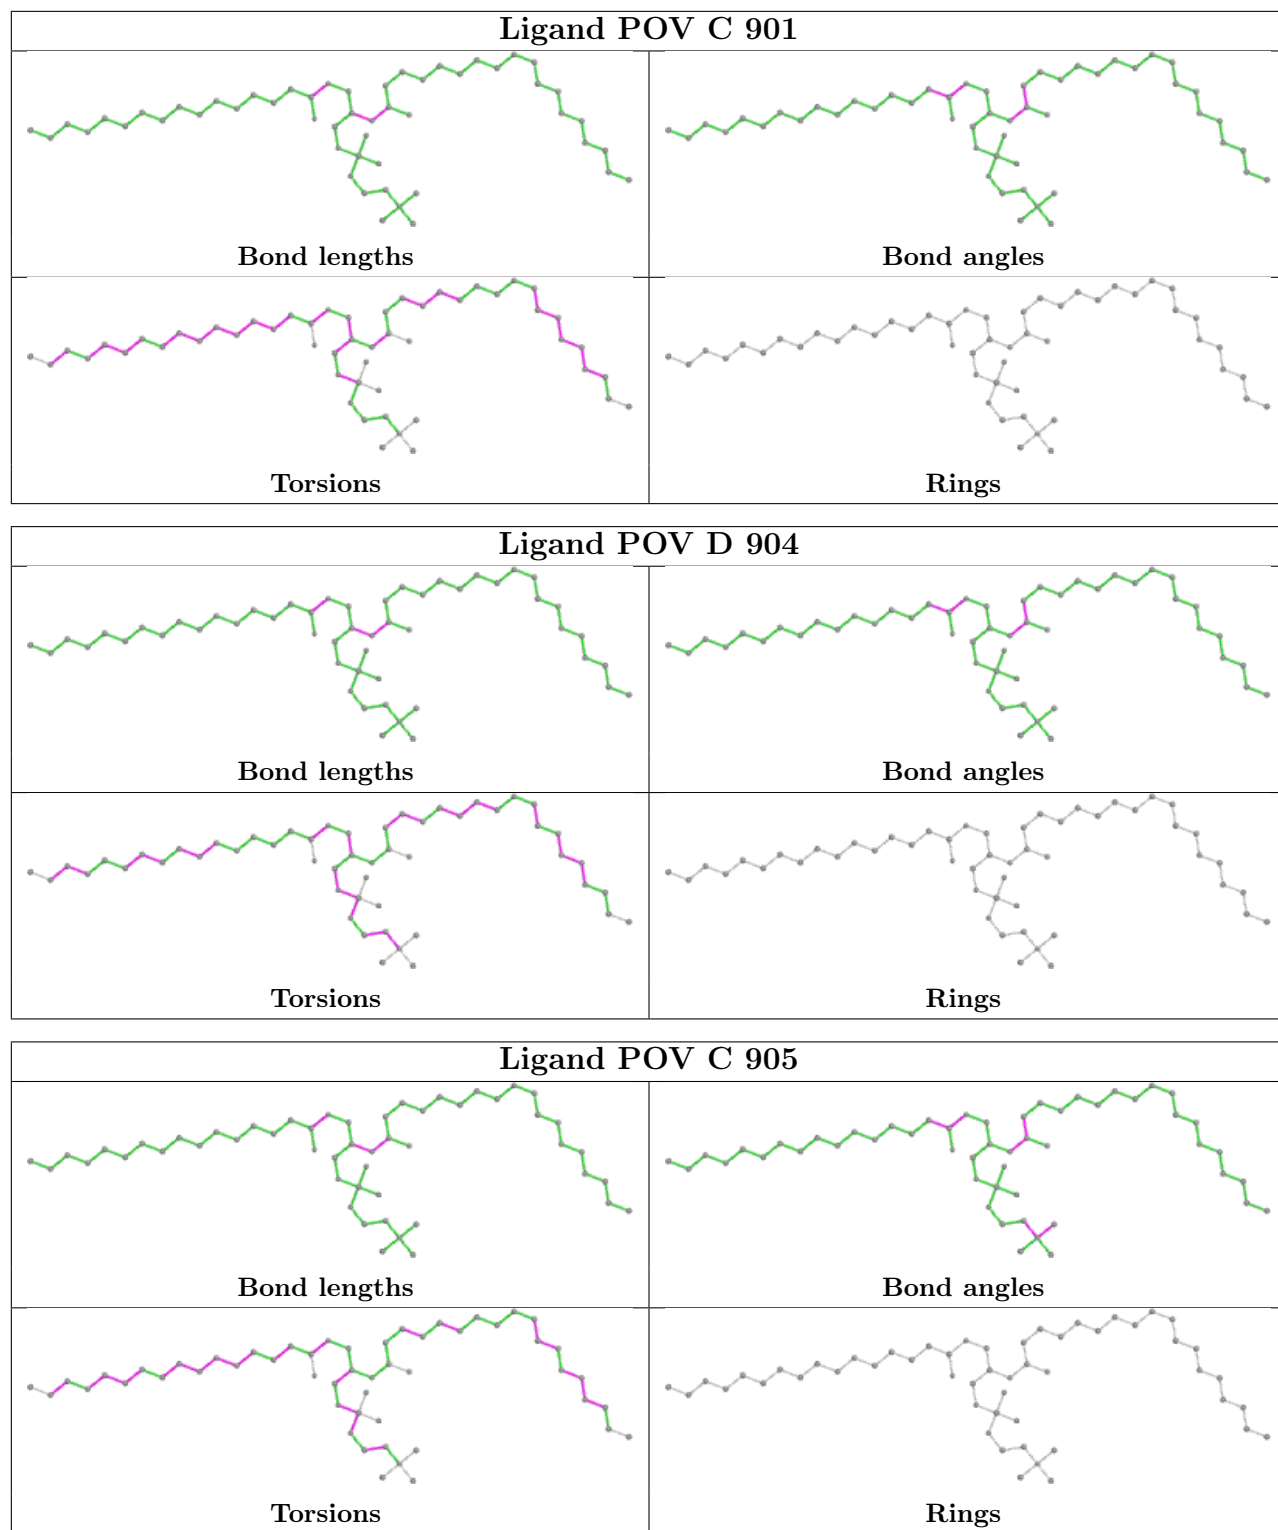 Ligand POV C 901
Bond lengths
Bond angles
Torsions
Rings
Ligand POV D 904
Bond lengths
Bond angles
Torsions
Rings
Ligand POV C 905
Bond lengths
Bond angles
Torsions
Rings